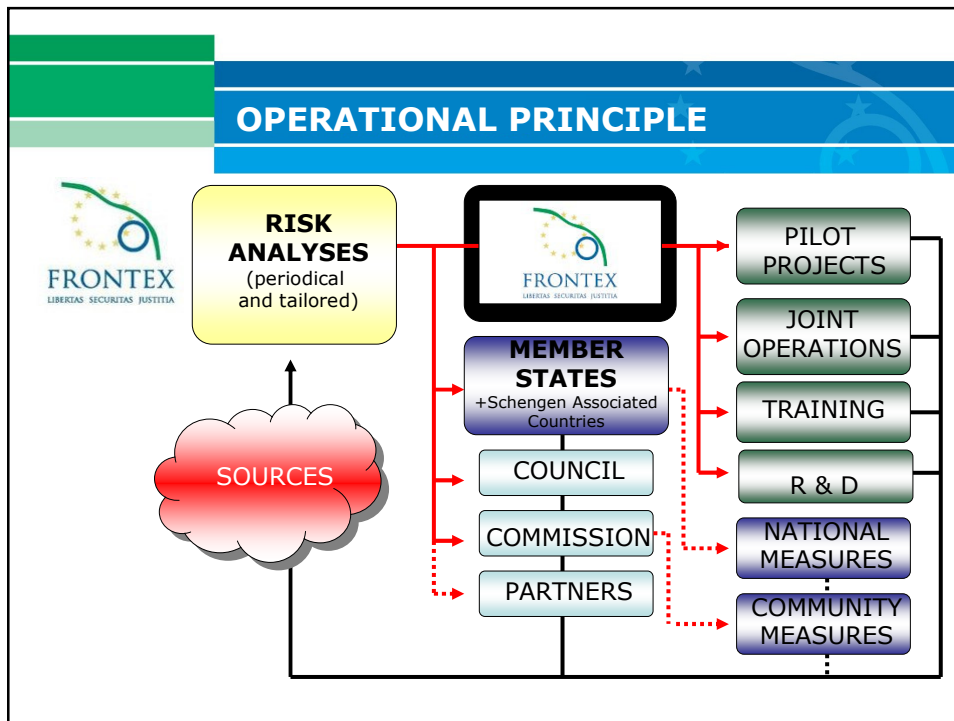 OPERATIONAL PRINCIPLE
FRONTEX
LIBERTAS SECURITAS JUSTITIA
RISK
ANALYSES
(periodical
and tailored)
FRONTEX
LIBERTAS SECURITAS JUSTITIA
PILOT
PROJECTS
JOINT
OPERATIONS
MEMBER
STATES
+Schengen Associated
Countries
TRAINING
SOURCES
COUNCIL
R & D
COMMISSION
NATIONAL
MEASURES
PARTNERS
COMMUNITY
MEASURES